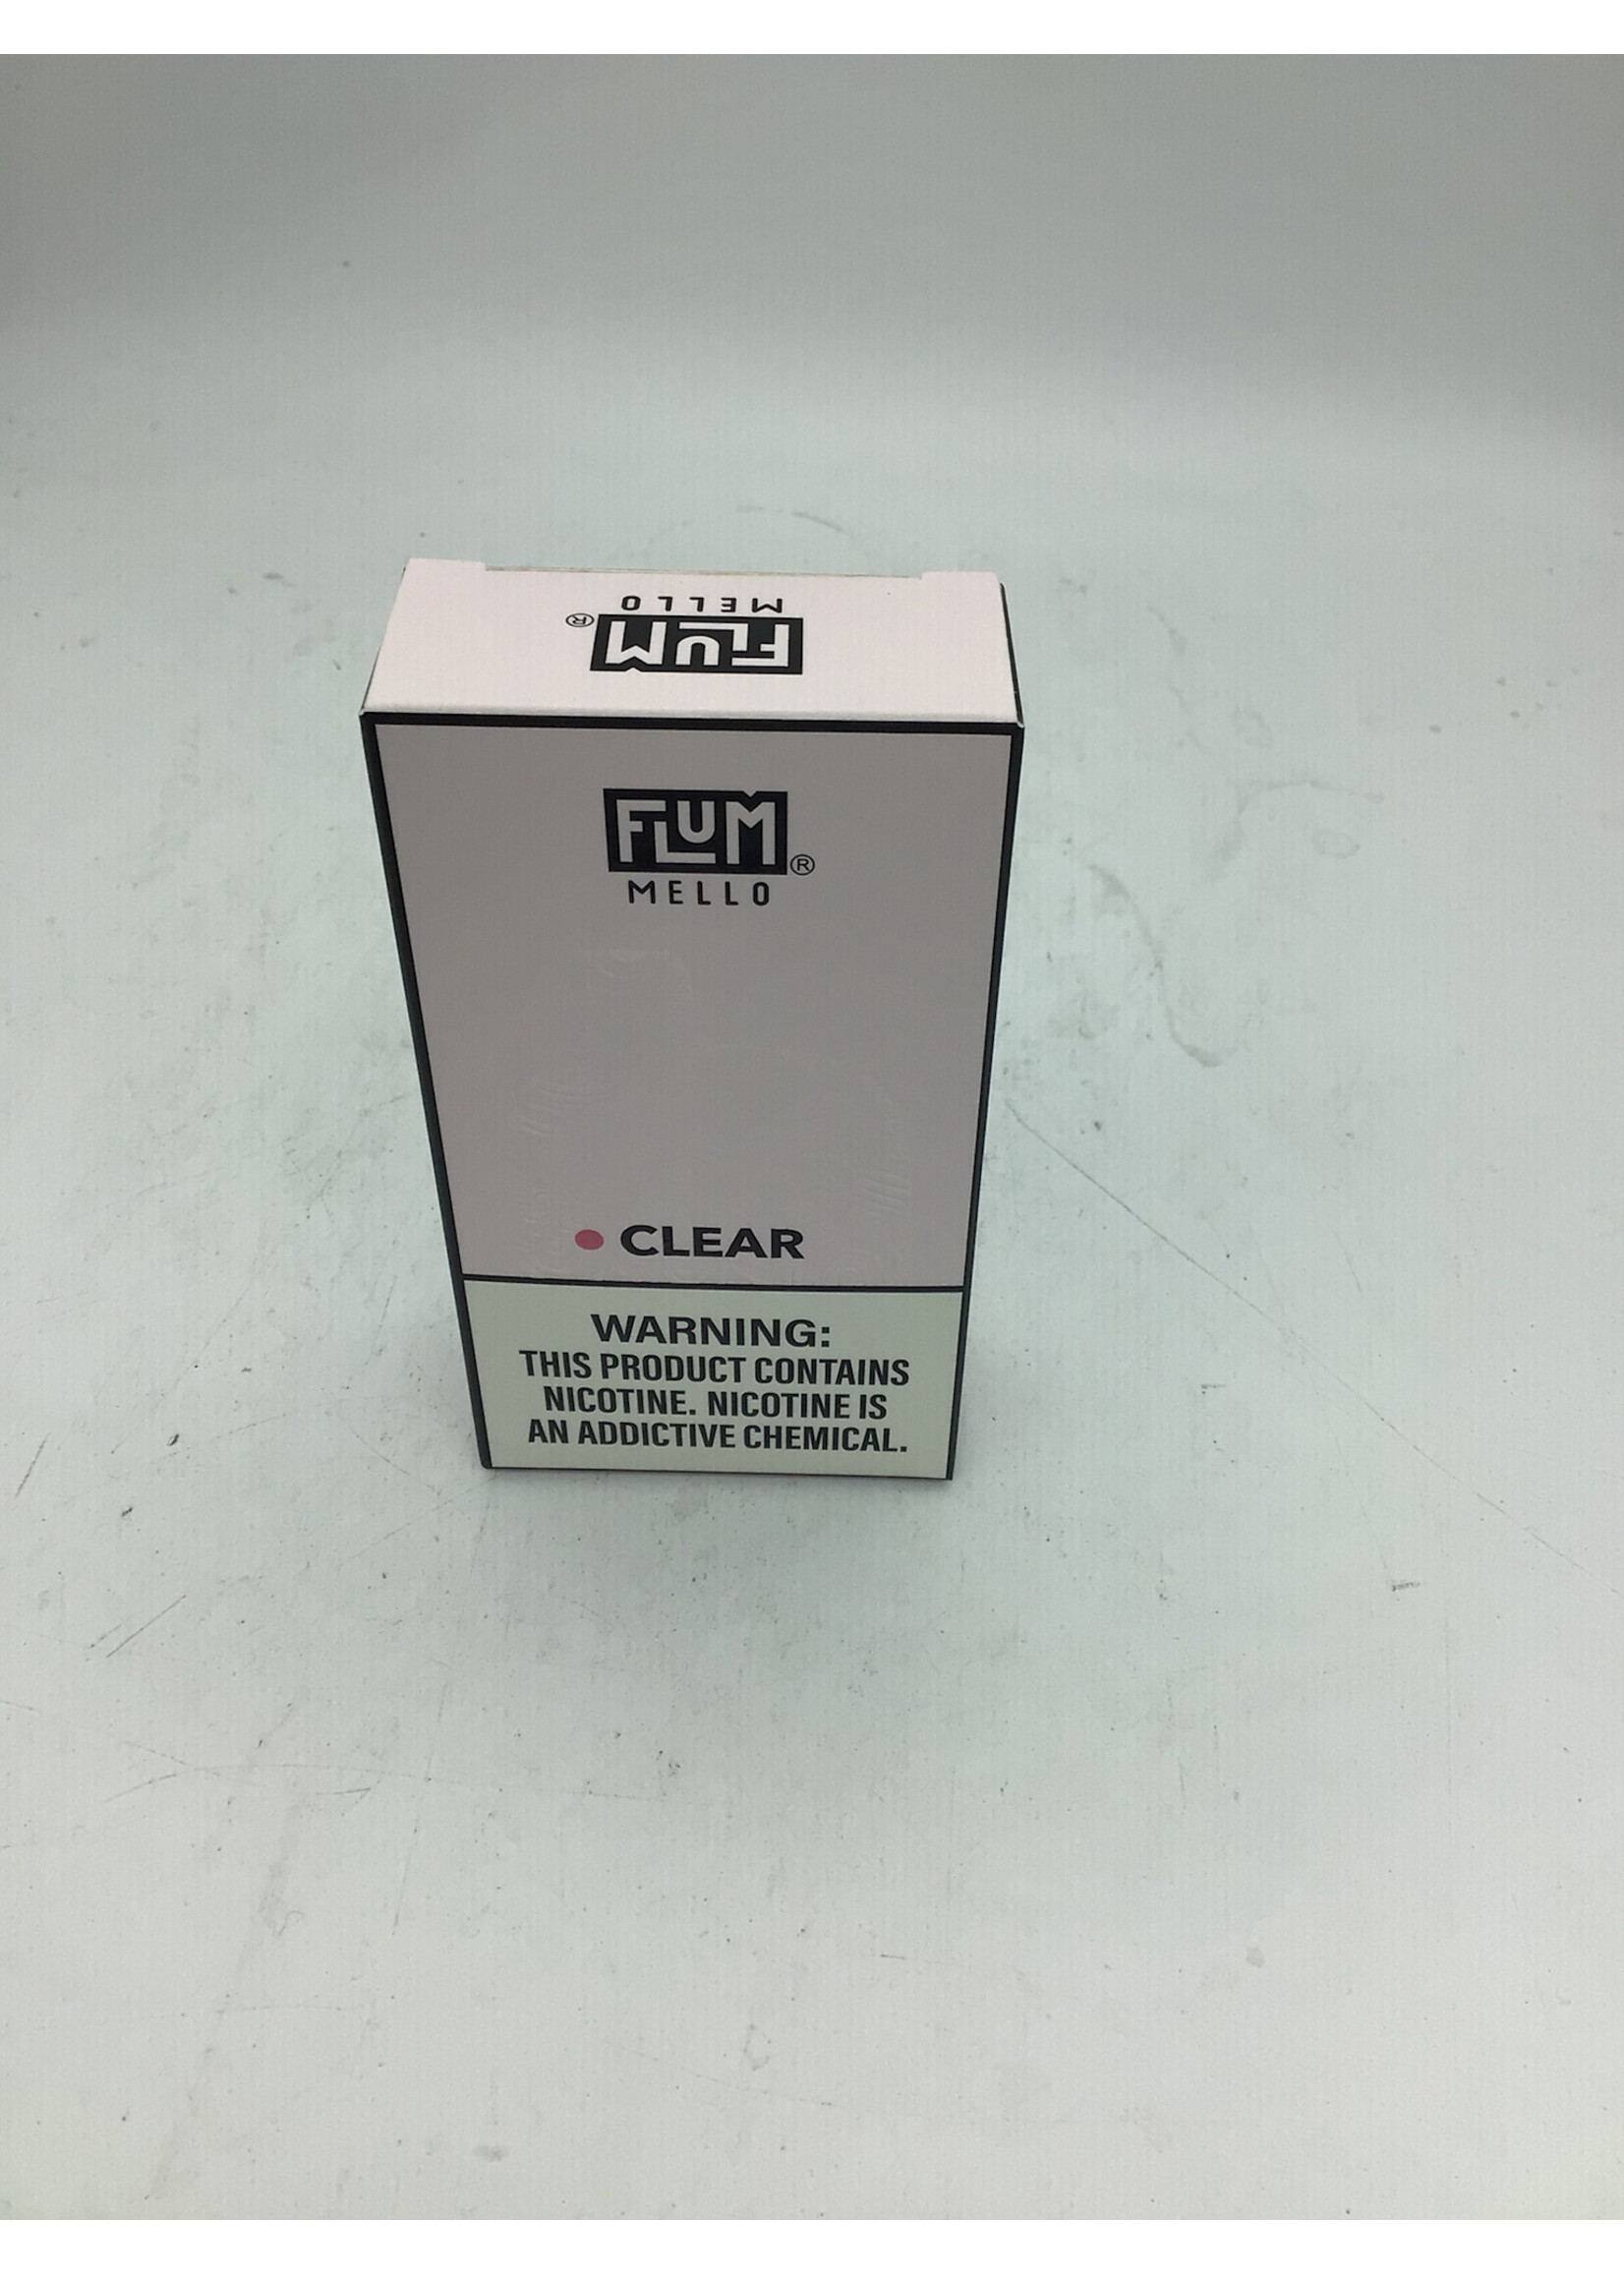 FLUM®
MELLO
FLUM®
MELLO
CLEAR
WARNING:
THIS PRODUCT CONTAINS
NICOTINE. NICOTINE IS
AN ADDICTIVE CHEMICAL.